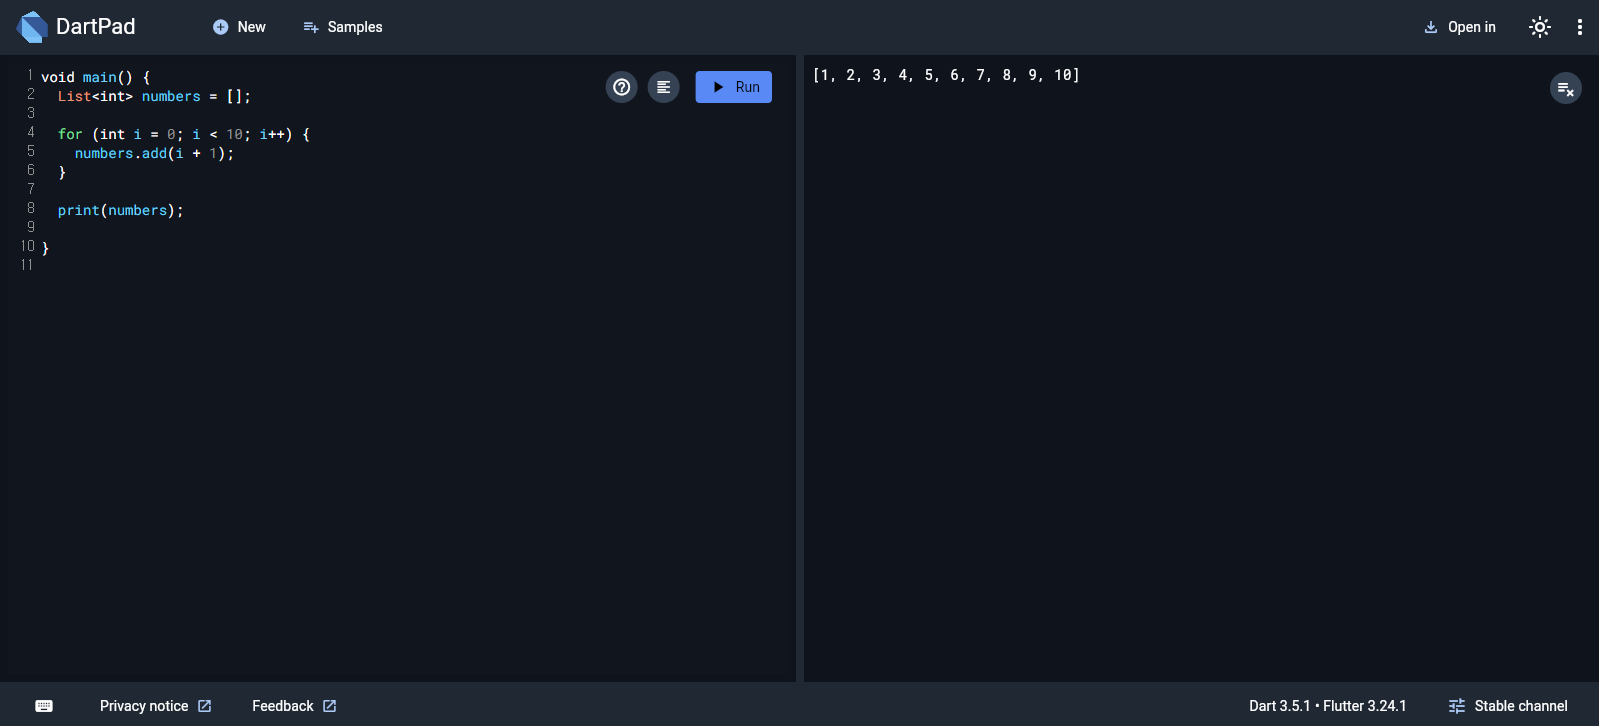 DartPad New Samples Open in
1 void main() {
2   List<int> numbers = [];
3
4   for (int i = 0; i < 10; i++) {
5     numbers.add(i + 1);
6   }
7
8   print(numbers);
9
10 }
11
Run
[1, 2, 3, 4, 5, 6, 7, 8, 9, 10]
Privacy notice Feedback Dart 3.5.1 • Flutter 3.24.1 Stable channel